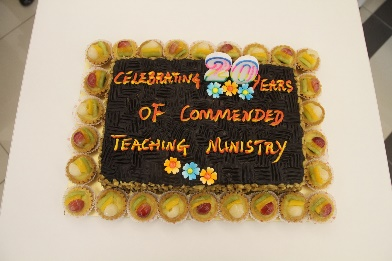 CELEBRATING 20 YEARS
OF COMMENDED
TEACHING MINISTRY